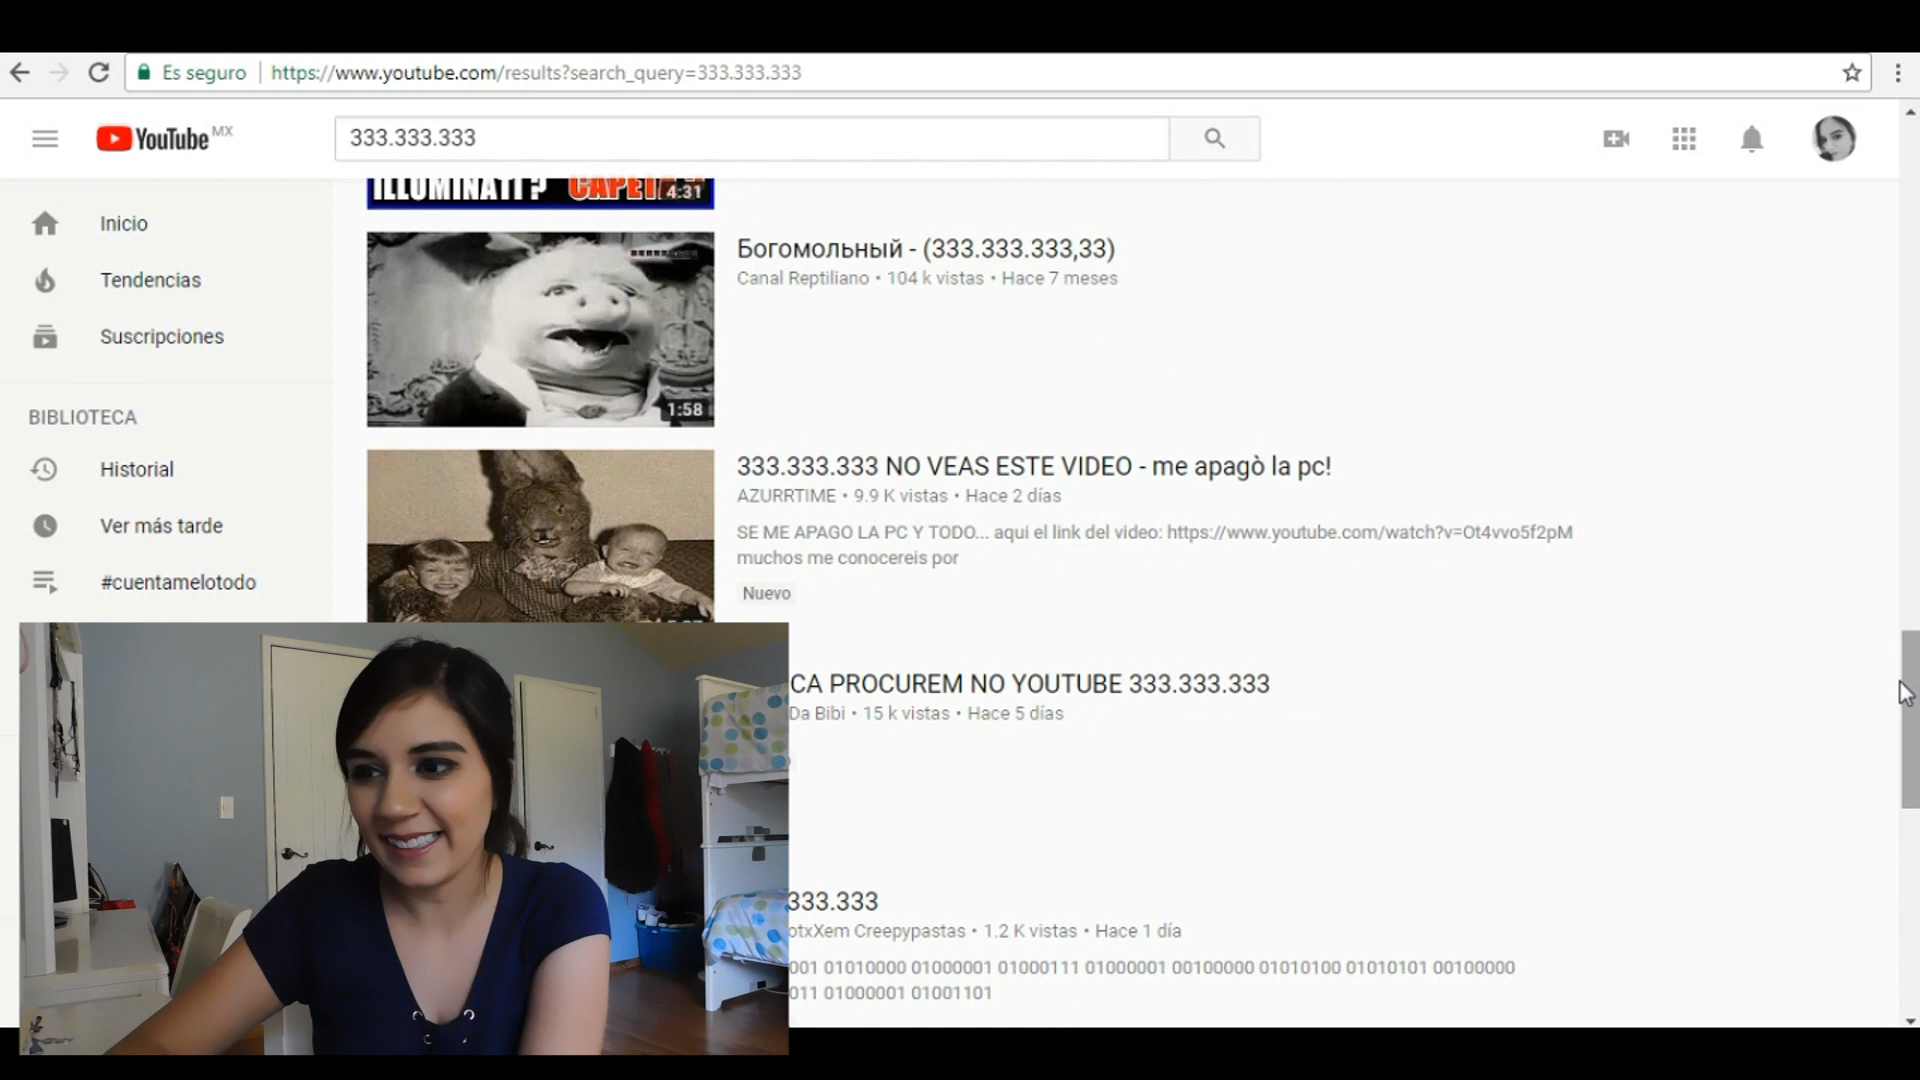 Es seguro
https://www.youtube.com/results?search_query=333.333.333
YouTube MX
333.333.333
ILLUMINATI?
4:31
Inicio
Tendencias
Suscripciones
BIBLIOTECA
Historial
Ver más tarde
#cuentamelotodo
Богомольный - (333.333.333,33)
Canal Reptiliano • 104 k vistas • Hace 7 meses
1:58
333.333.333 NO VEAS ESTE VIDEO - me apagò la pc!
AZURRTIME • 9.9 K vistas • Hace 2 días
SE ME APAGO LA PC Y TODO... aqui el link del video: https://www.youtube.com/watch?v=Ot4vvo5f2pM
muchos me conocereis por
Nuevo
CA PROCUREM NO YOUTUBE 333.333.333
Da Bibi • 15 k vistas • Hace 5 días
333.333
otxXem Creepypastas • 1.2 K vistas • Hace 1 día
001 01010000 01000001 01000111 01000001 00100000 01010100 01010101 00100000
011 01000001 01001101